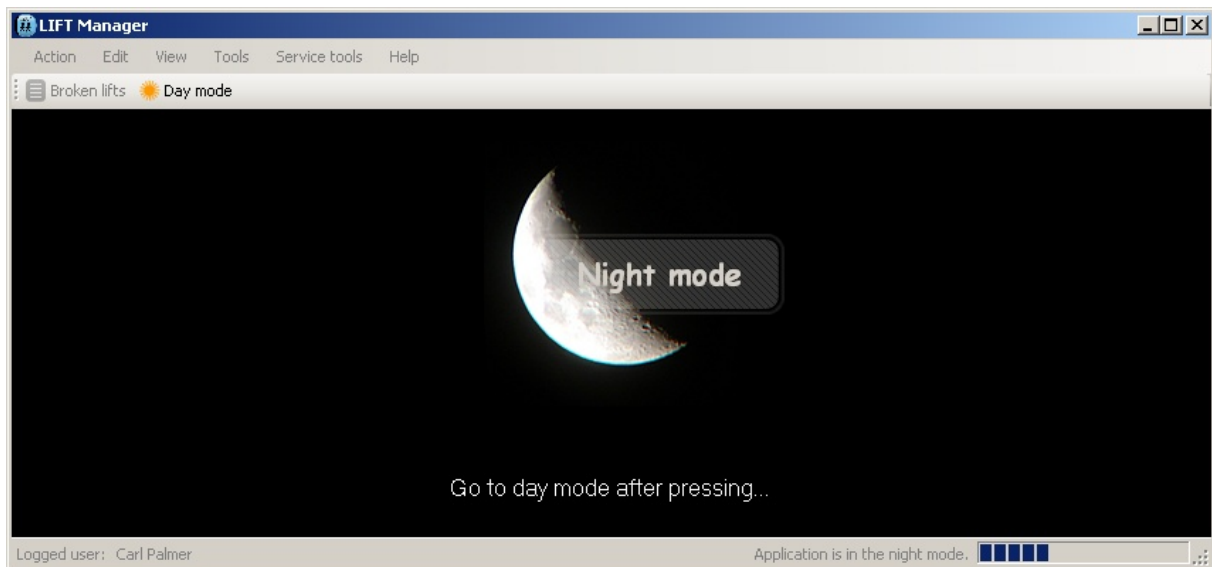 LIFT Manager
Action Edit View Tools Service tools Help
Broken lifts Day mode
Night mode
Go to day mode after pressing...
Logged user: Carl Palmer Application is in the night mode.